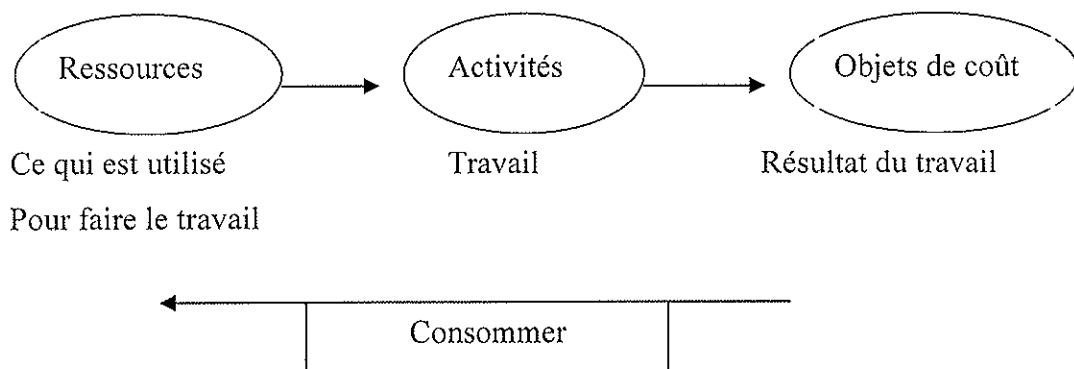 Ressources Activités Objets de coût
Ce qui est utilisé Travail Résultat du travail
Pour faire le travail
Consommer